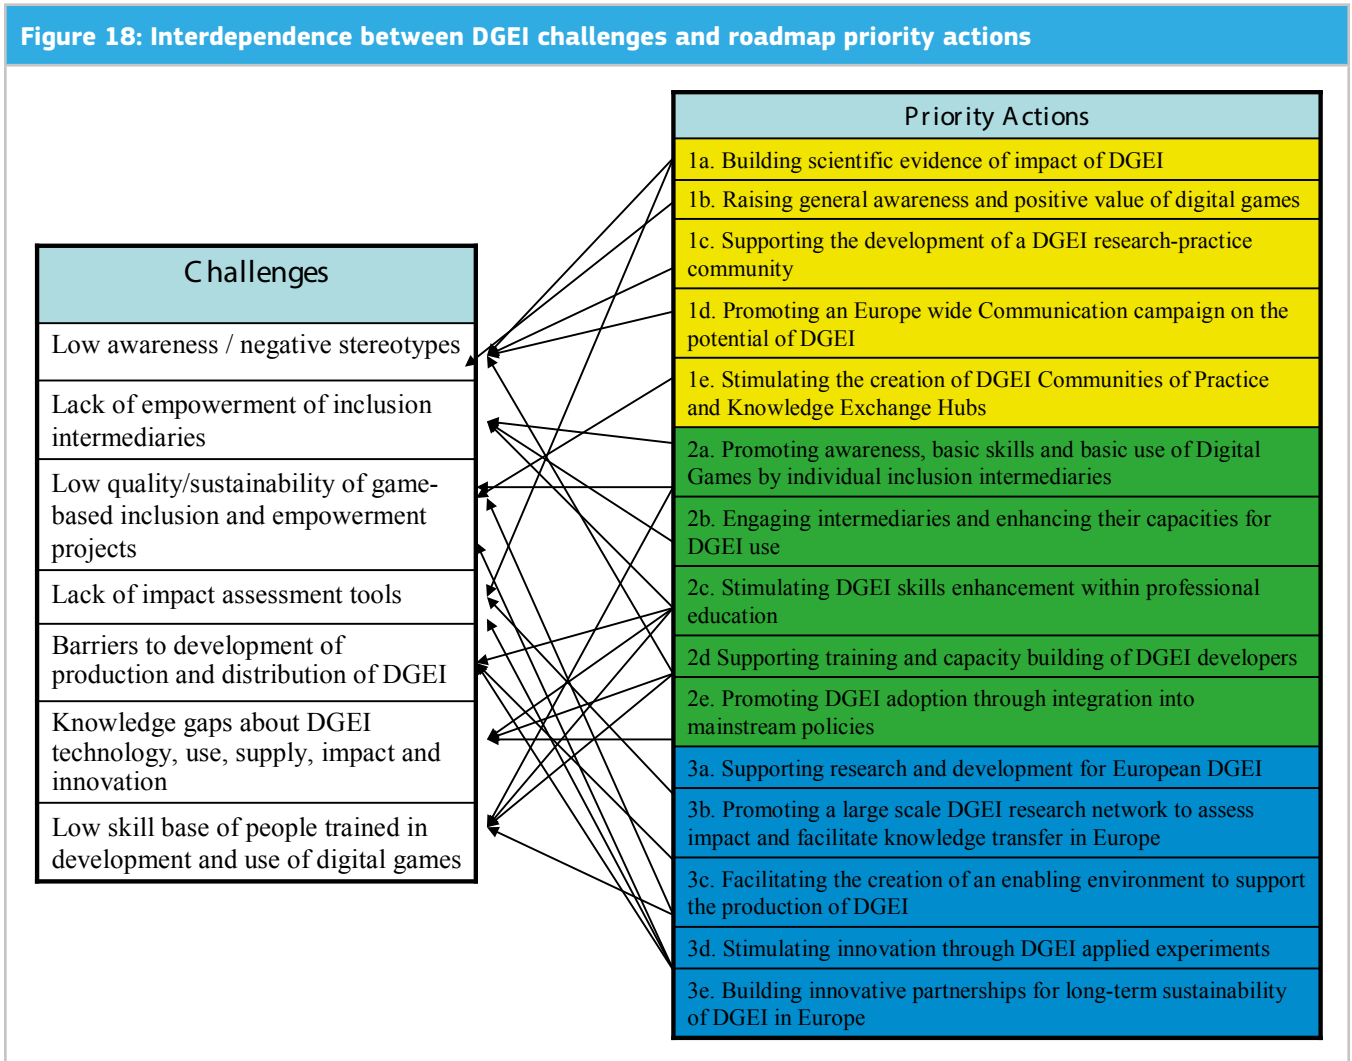 Figure 18: Interdependence between DGEI challenges and roadmap priority actions
Challenges
Low awareness / negative stereotypes
Lack of empowerment of inclusion
intermediaries
Low quality/sustainability of game-
based inclusion and empowerment
projects
Lack of impact assessment tools
Barriers to development of
production and distribution of DGEI
Knowledge gaps about DGEI
technology, use, supply, impact and
innovation
Low skill base of people trained in
development and use of digital games
Priority Actions
1a. Building scientific evidence of impact of DGEI
1b. Raising general awareness and positive value of digital games
1c. Supporting the development of a DGEI research-practice
community
1d. Promoting an Europe wide Communication campaign on the
potential of DGEI
1e. Stimulating the creation of DGEI Communities of Practice
and Knowledge Exchange Hubs
2a. Promoting awareness, basic skills and basic use of Digital
Games by individual inclusion intermediaries
2b. Engaging intermediaries and enhancing their capacities for
DGEI use
2c. Stimulating DGEI skills enhancement within professional
education
2d Supporting training and capacity building of DGEI developers
2e. Promoting DGEI adoption through integration into
mainstream policies
3a. Supporting research and development for European DGEI
3b. Promoting a large scale DGEI research network to assess
impact and facilitate knowledge transfer in Europe
3c. Facilitating the creation of an enabling environment to support
the production of DGEI
3d. Stimulating innovation through DGEI applied experiments
3e. Building innovative partnerships for long-term sustainability
of DGEI in Europe